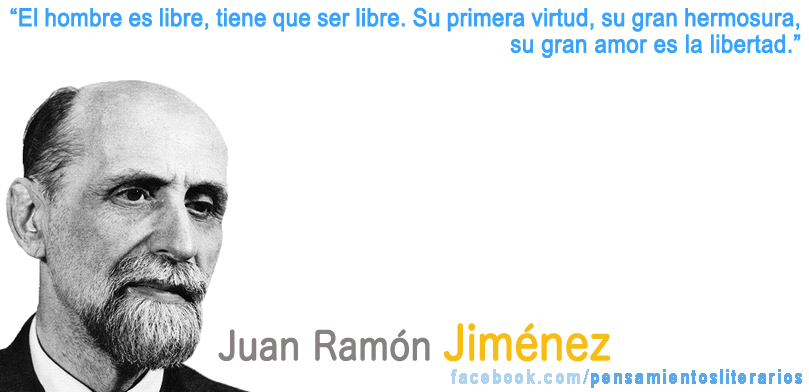 “El hombre es libre, tiene que ser libre. Su primera virtud, su gran hermosura,
su gran amor es la libertad.”
Juan Ramón Jiménez
facebook.com/pensamientosliterarios